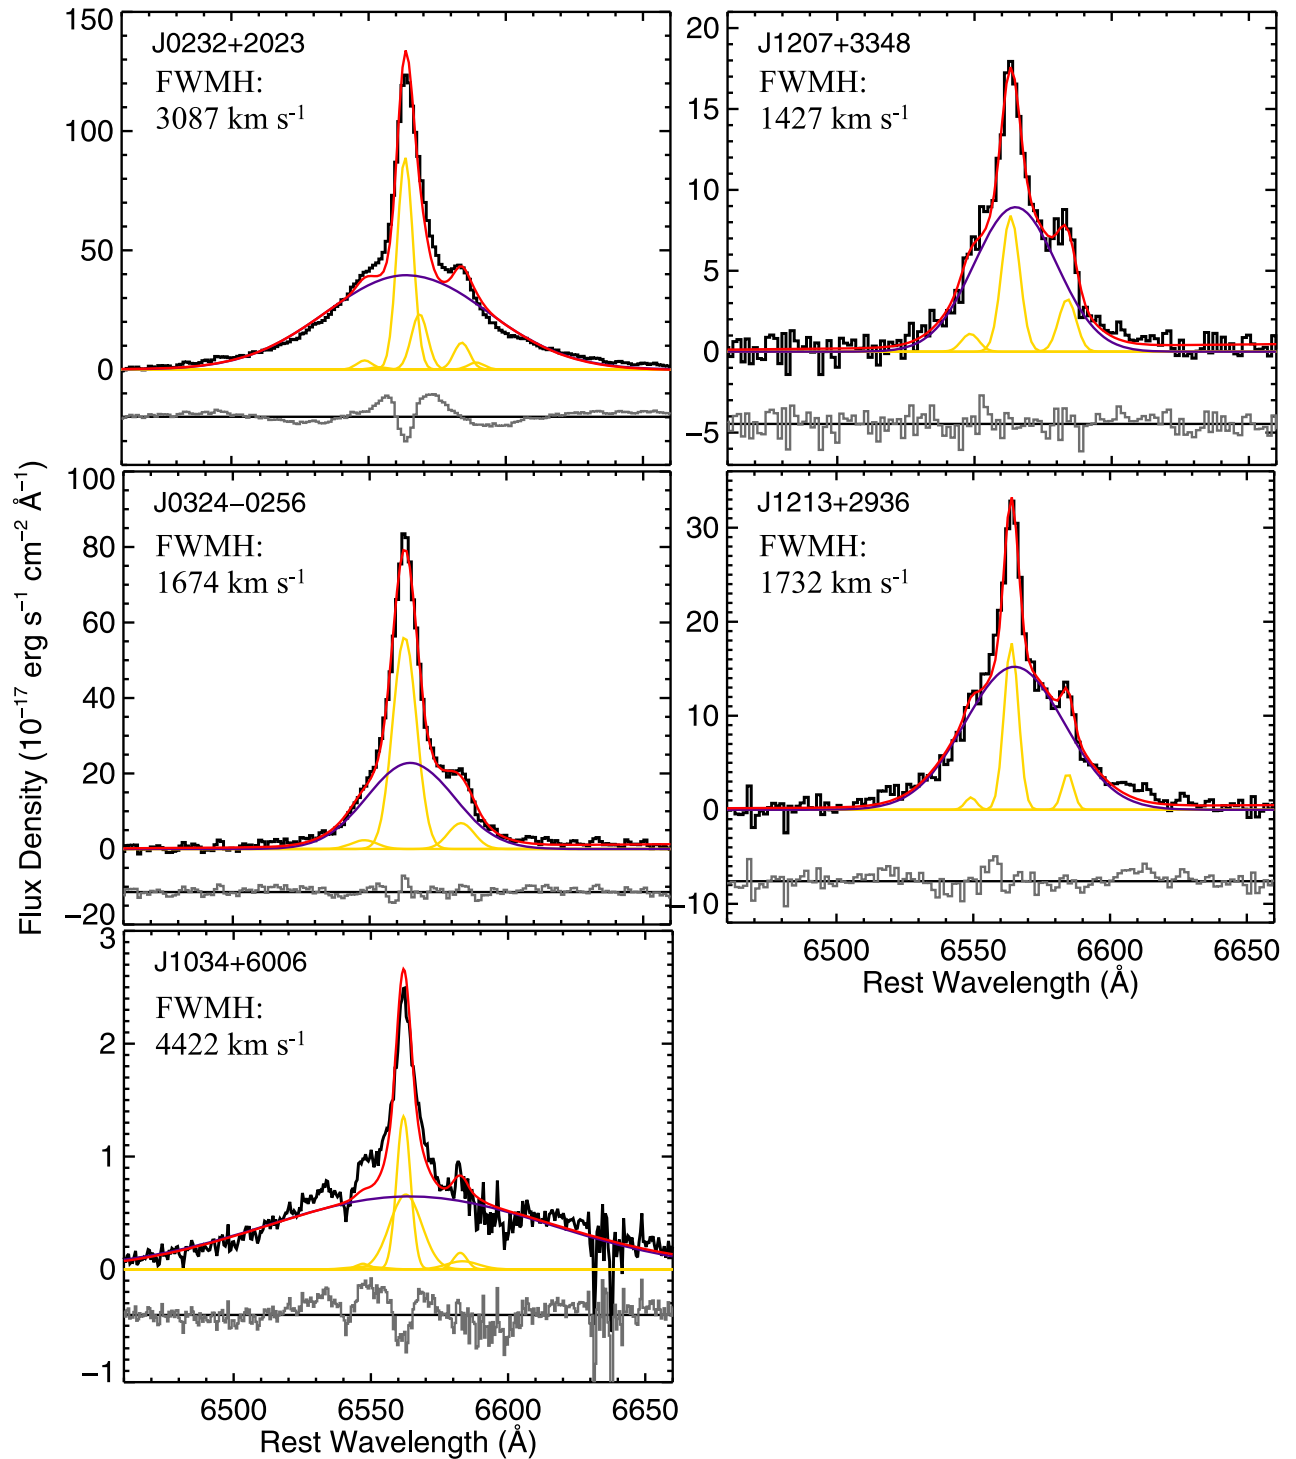 J0232+2023
FWMH:
3087 km s⁻¹
150
100
50
0
J1207+3348
FWMH:
1427 km s⁻¹
20
15
10
5
0
−5
J0324−0256
FWMH:
1674 km s⁻¹
100
80
60
40
20
0
−20
J1213+2936
FWMH:
1732 km s⁻¹
30
20
10
0
−10
6500 6550 6600 6650
Rest Wavelength (Å)
J1034+6006
FWMH:
4422 km s⁻¹
3
2
1
0
−1
6500 6550 6600 6650
Rest Wavelength (Å)
Flux Density (10⁻¹⁷ erg s⁻¹ cm⁻² Å⁻¹)